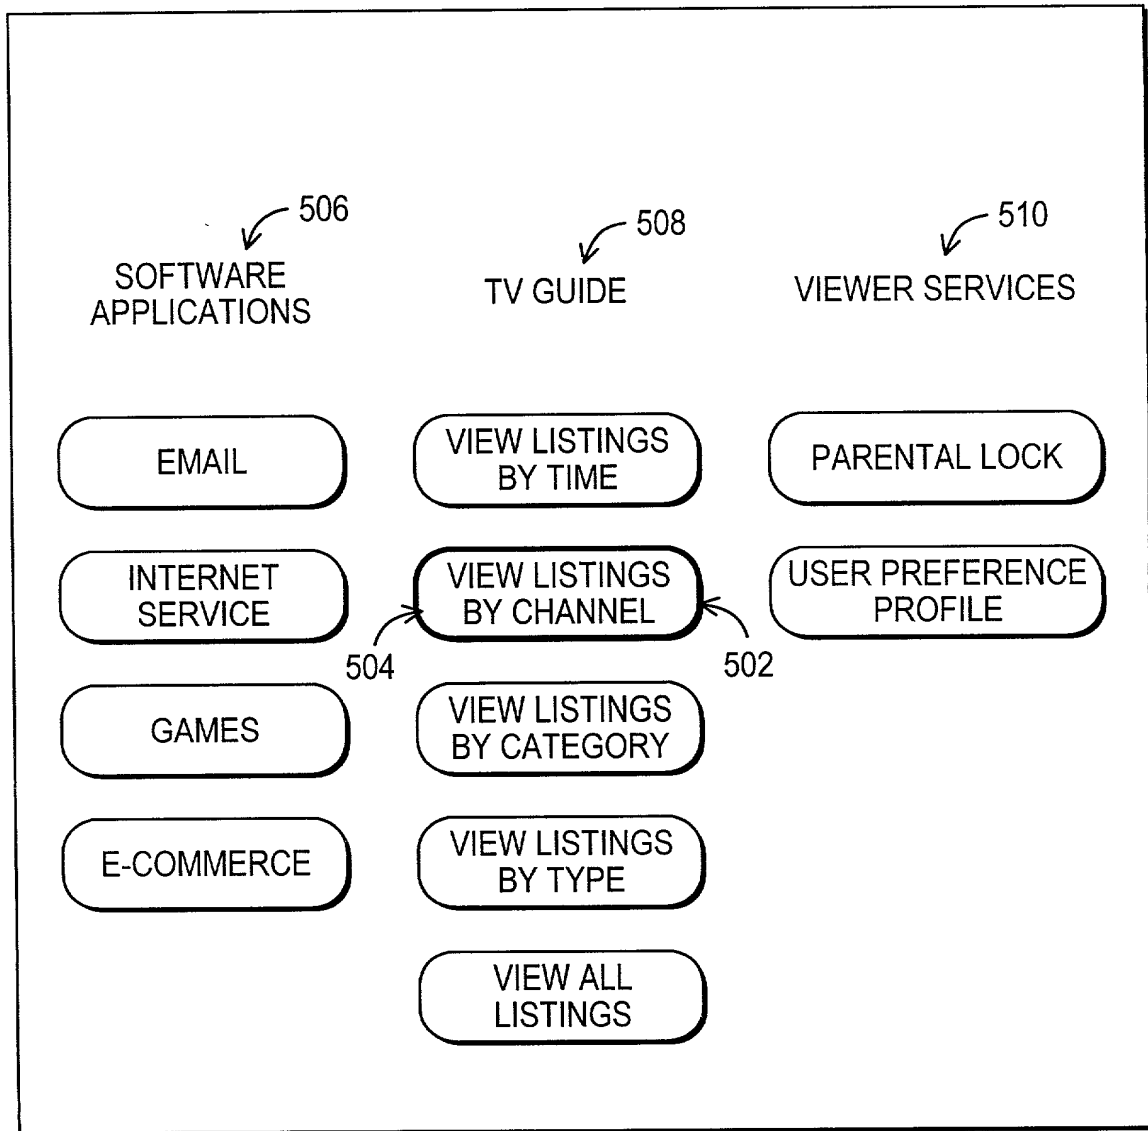 506
508
510
SOFTWARE
APPLICATIONS
TV GUIDE
VIEWER SERVICES
EMAIL
VIEW LISTINGS
BY TIME
PARENTAL LOCK
INTERNET
SERVICE
VIEW LISTINGS
BY CHANNEL
USER PREFERENCE
PROFILE
504
502
GAMES
VIEW LISTINGS
BY CATEGORY
E-COMMERCE
VIEW LISTINGS
BY TYPE
VIEW ALL
LISTINGS